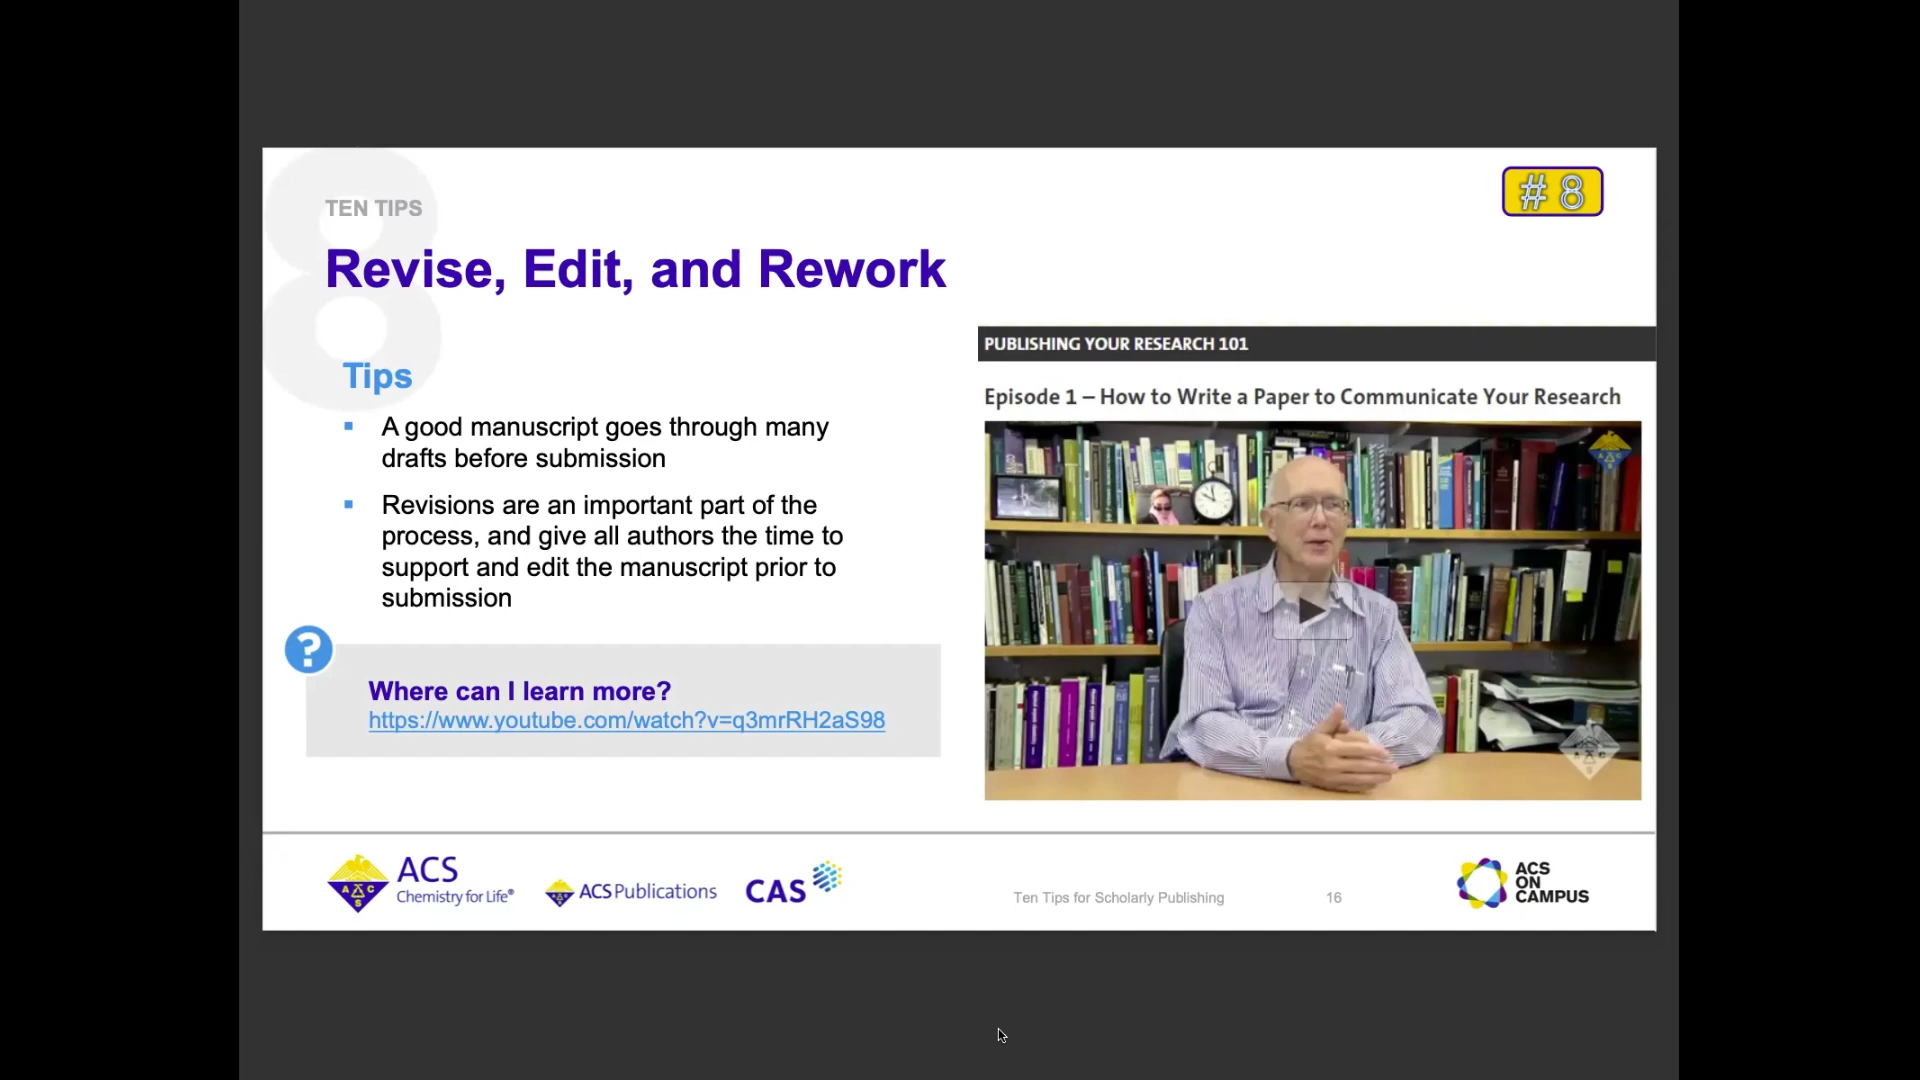 TEN TIPS
# 8
Revise, Edit, and Rework
Tips
A good manuscript goes through many
drafts before submission
Revisions are an important part of the
process, and give all authors the time to
support and edit the manuscript prior to
submission
?
Where can I learn more?
https://www.youtube.com/watch?v=q3mrRH2aS98
PUBLISHING YOUR RESEARCH 101
Episode 1 – How to Write a Paper to Communicate Your Research
A C S
ACS
Chemistry for Life®
ACS Publications
CAS
Ten Tips for Scholarly Publishing
16
ACS
ON
CAMPUS
8